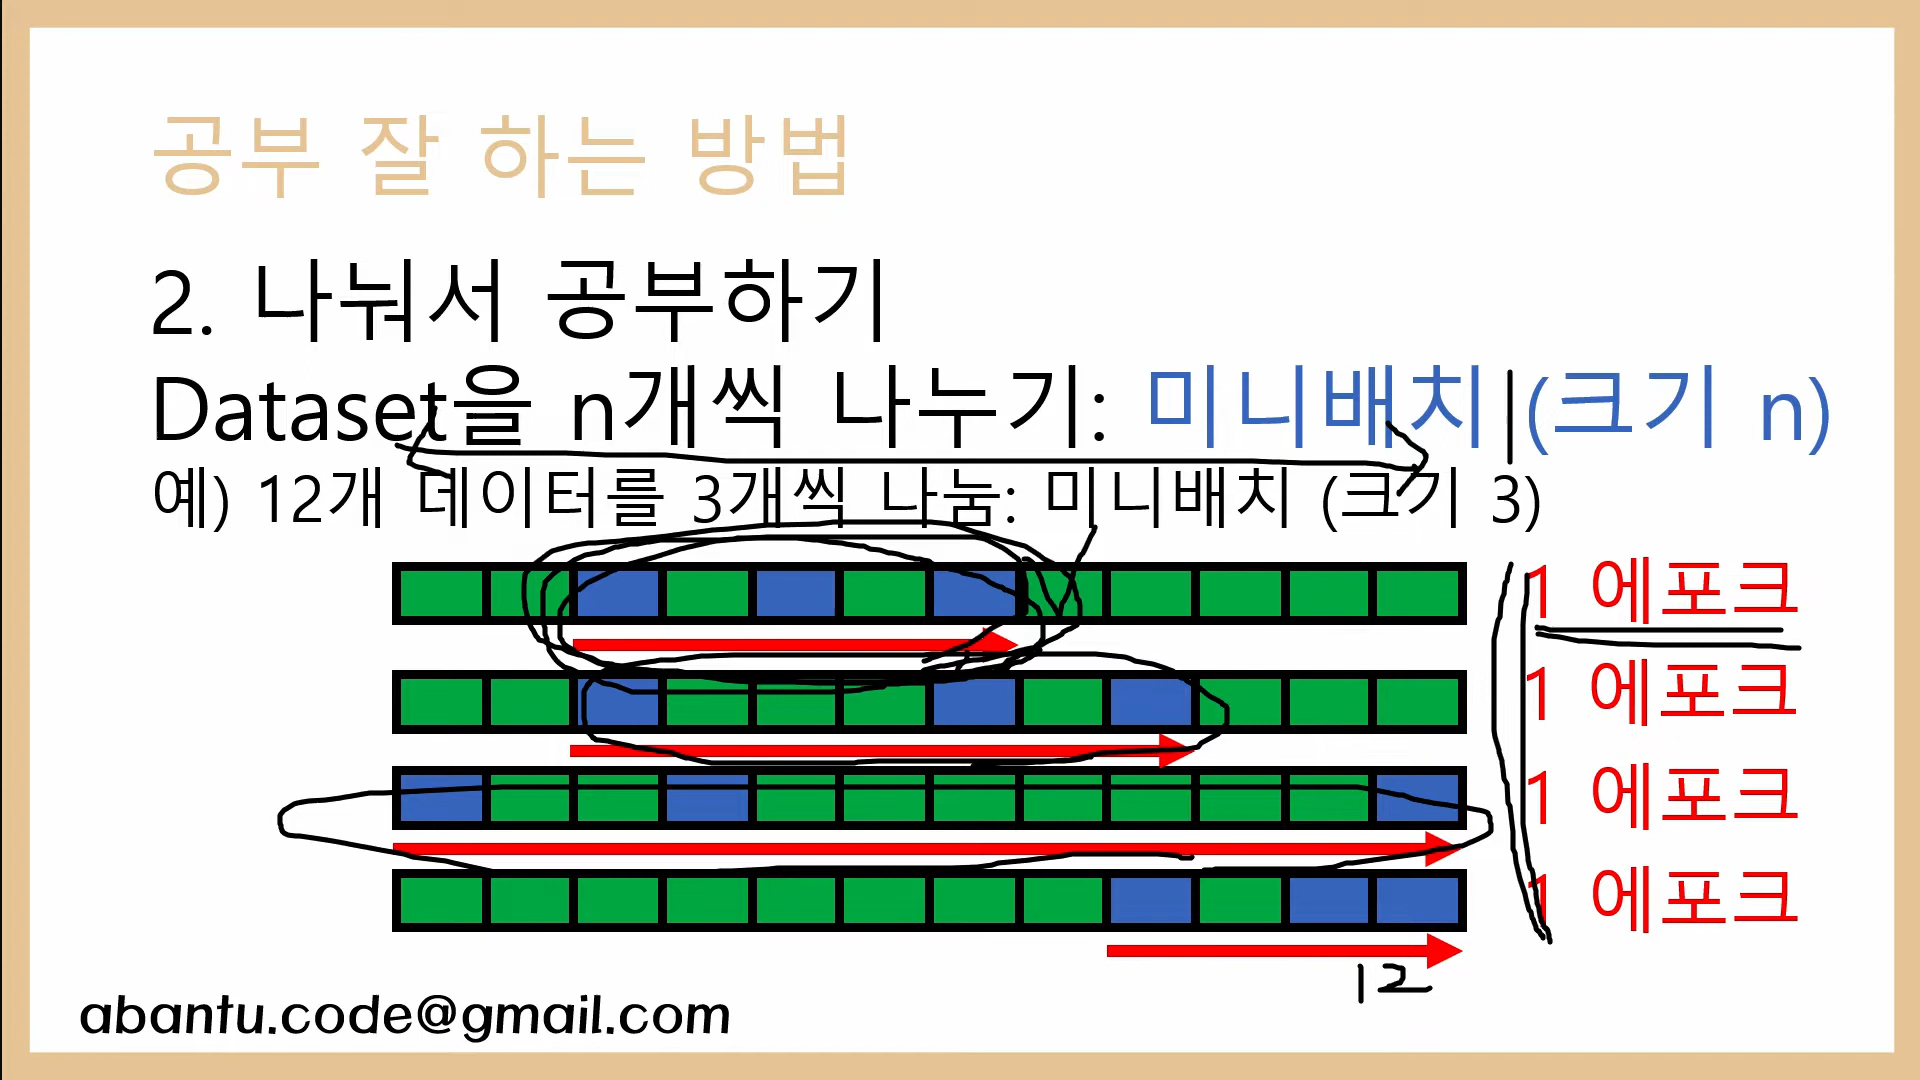 공부 잘 하는 방법
2. 나눠서 공부하기
Dataset을 n개씩 나누기: 미니배치 (크기 n)
예) 12개 데이터를 3개씩 나눔: 미니배치 (크기 3)
1 에포크
1 에포크
1 에포크
1 에포크
12
abantu.code@gmail.com